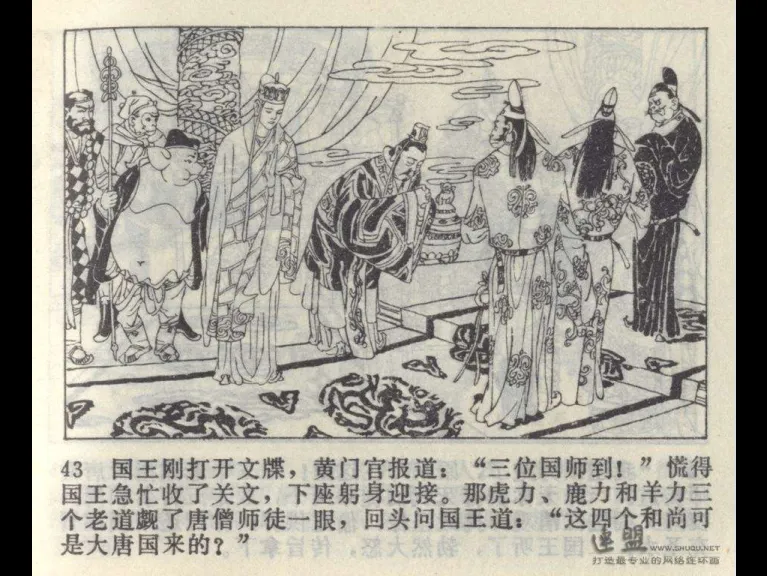 43 国王刚打开文牒，黄门官报道：“三位国师到！”慌得
国王急忙收了关文，下座躬身迎接。那虎力、鹿力和羊力三
个老道觑了唐僧师徒一眼，回头问国王道：“这四个和尚可
是大唐国来的？”
连盟 WWW.SHUQU.NET
打造最专业的网络连环画